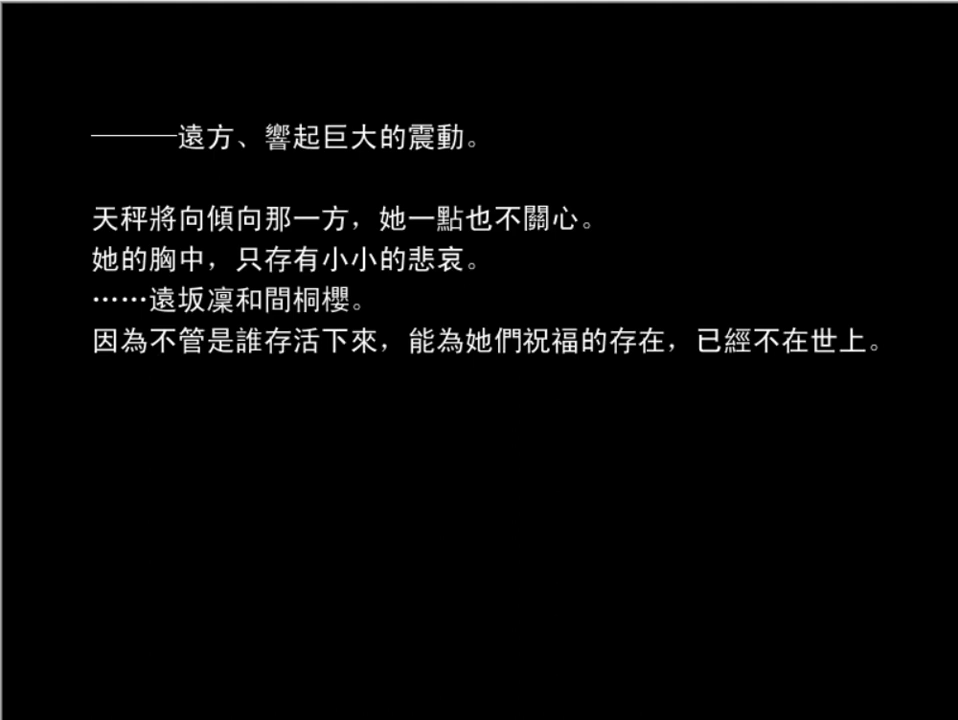 ———遠方、響起巨大的震動。
天秤將向傾向那一方，她一點也不關心。
她的胸中，只存有小小的悲哀。
……遠坂凜和間桐櫻。
因為不管是誰存活下來，能為她們祝福的存在，已經不在世上。